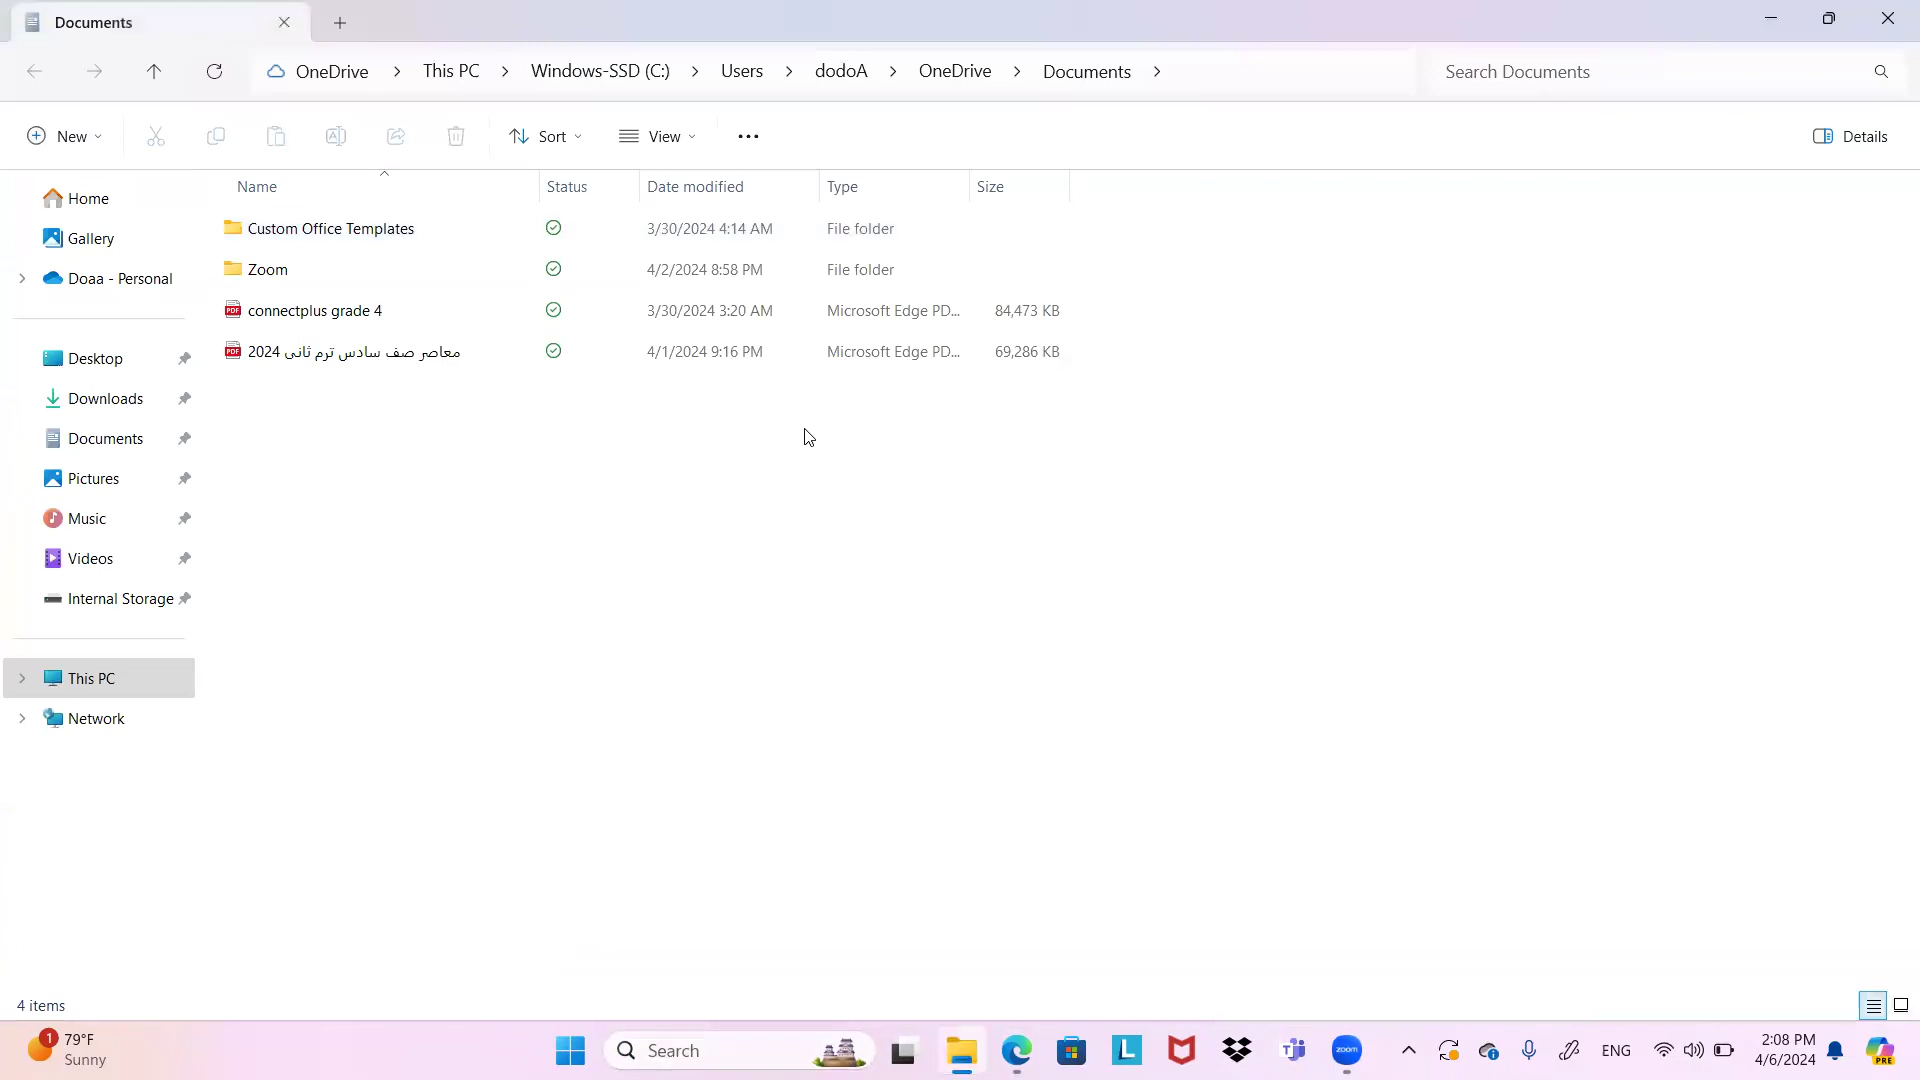 Documents
OneDrive > This PC > Windows-SSD (C:) > Users > dodoA > OneDrive > Documents >
Search Documents
New
Sort
View
Details
Name Status Date modified Type Size
Custom Office Templates 3/30/2024 4:14 AM File folder
Zoom 4/2/2024 8:58 PM File folder
connectplus grade 4 3/30/2024 3:20 AM Microsoft Edge PD... 84,473 KB
معاصر صف سادس ترم ثانى 2024 4/1/2024 9:16 PM Microsoft Edge PD... 69,286 KB
Home
Gallery
Doaa - Personal
Desktop
Downloads
Documents
Pictures
Music
Videos
Internal Storage
This PC
Network
4 items
1
79°F
Sunny
Search
L
zoom
ENG
2:08 PM
4/6/2024
PRE